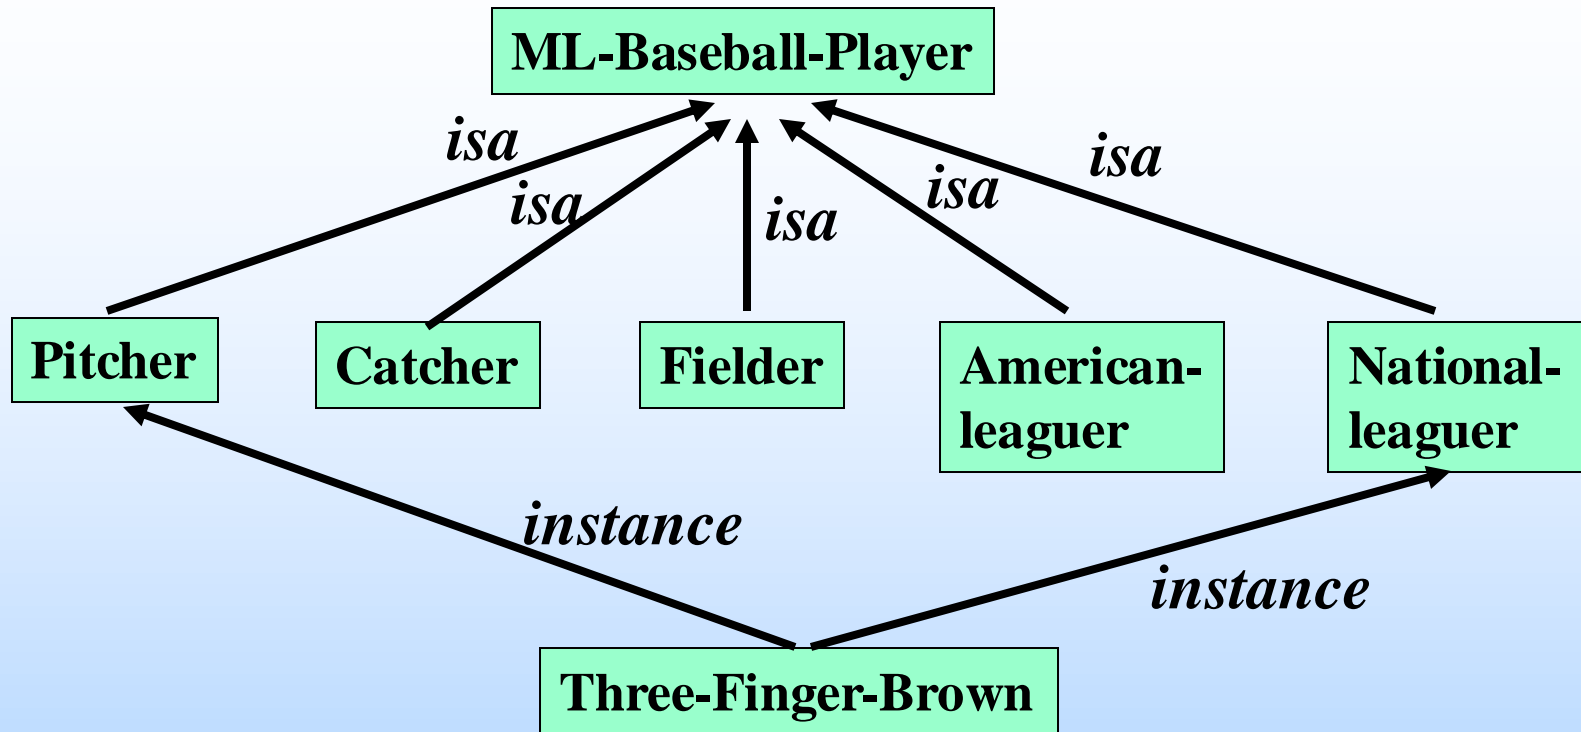 ML-Baseball-Player
isa
isa
isa
isa
isa
Pitcher
Catcher
Fielder
American-
leaguer
National-
leaguer
instance
instance
Three-Finger-Brown